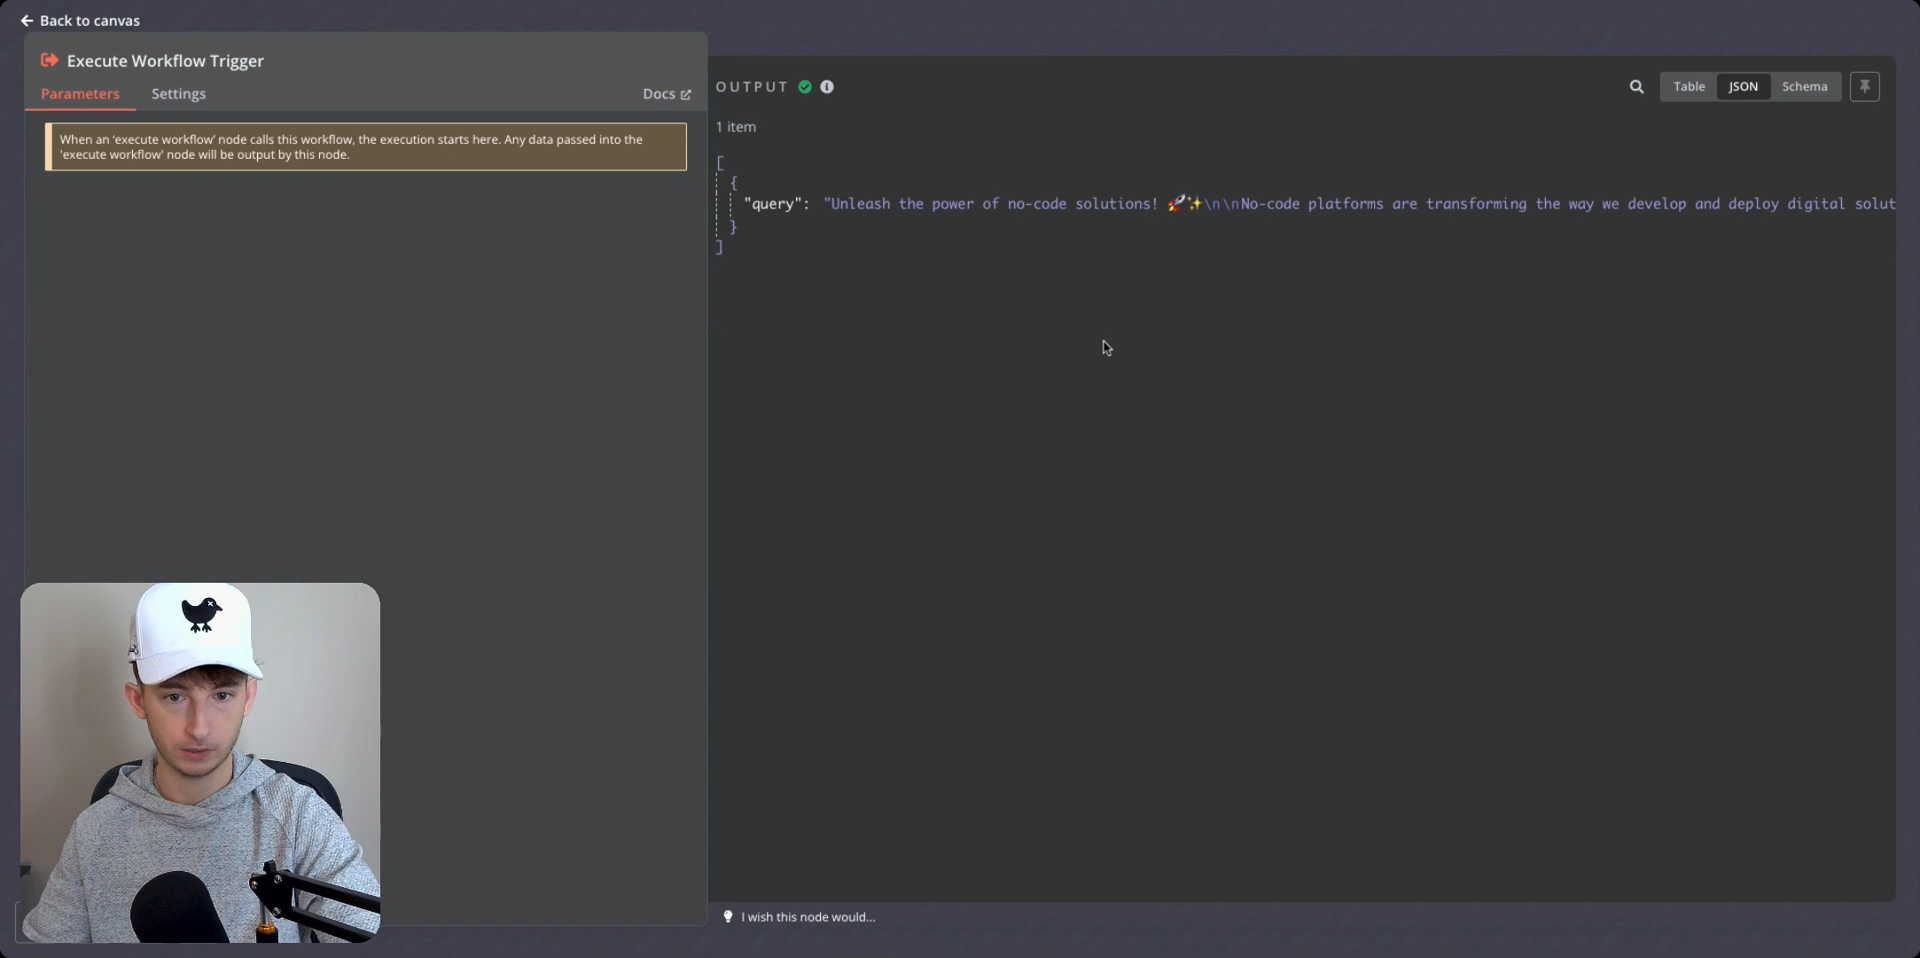 Back to canvas
Execute Workflow Trigger
Parameters
Settings
Docs
When an 'execute workflow' node calls this workflow, the execution starts here. Any data passed into the
'execute workflow' node will be output by this node.
OUTPUT
Table
JSON
Schema
1 item
[
{
"query": "Unleash the power of no-code solutions! 🚀✨\n\nNo-code platforms are transforming the way we develop and deploy digital solut
}
]
I wish this node would...